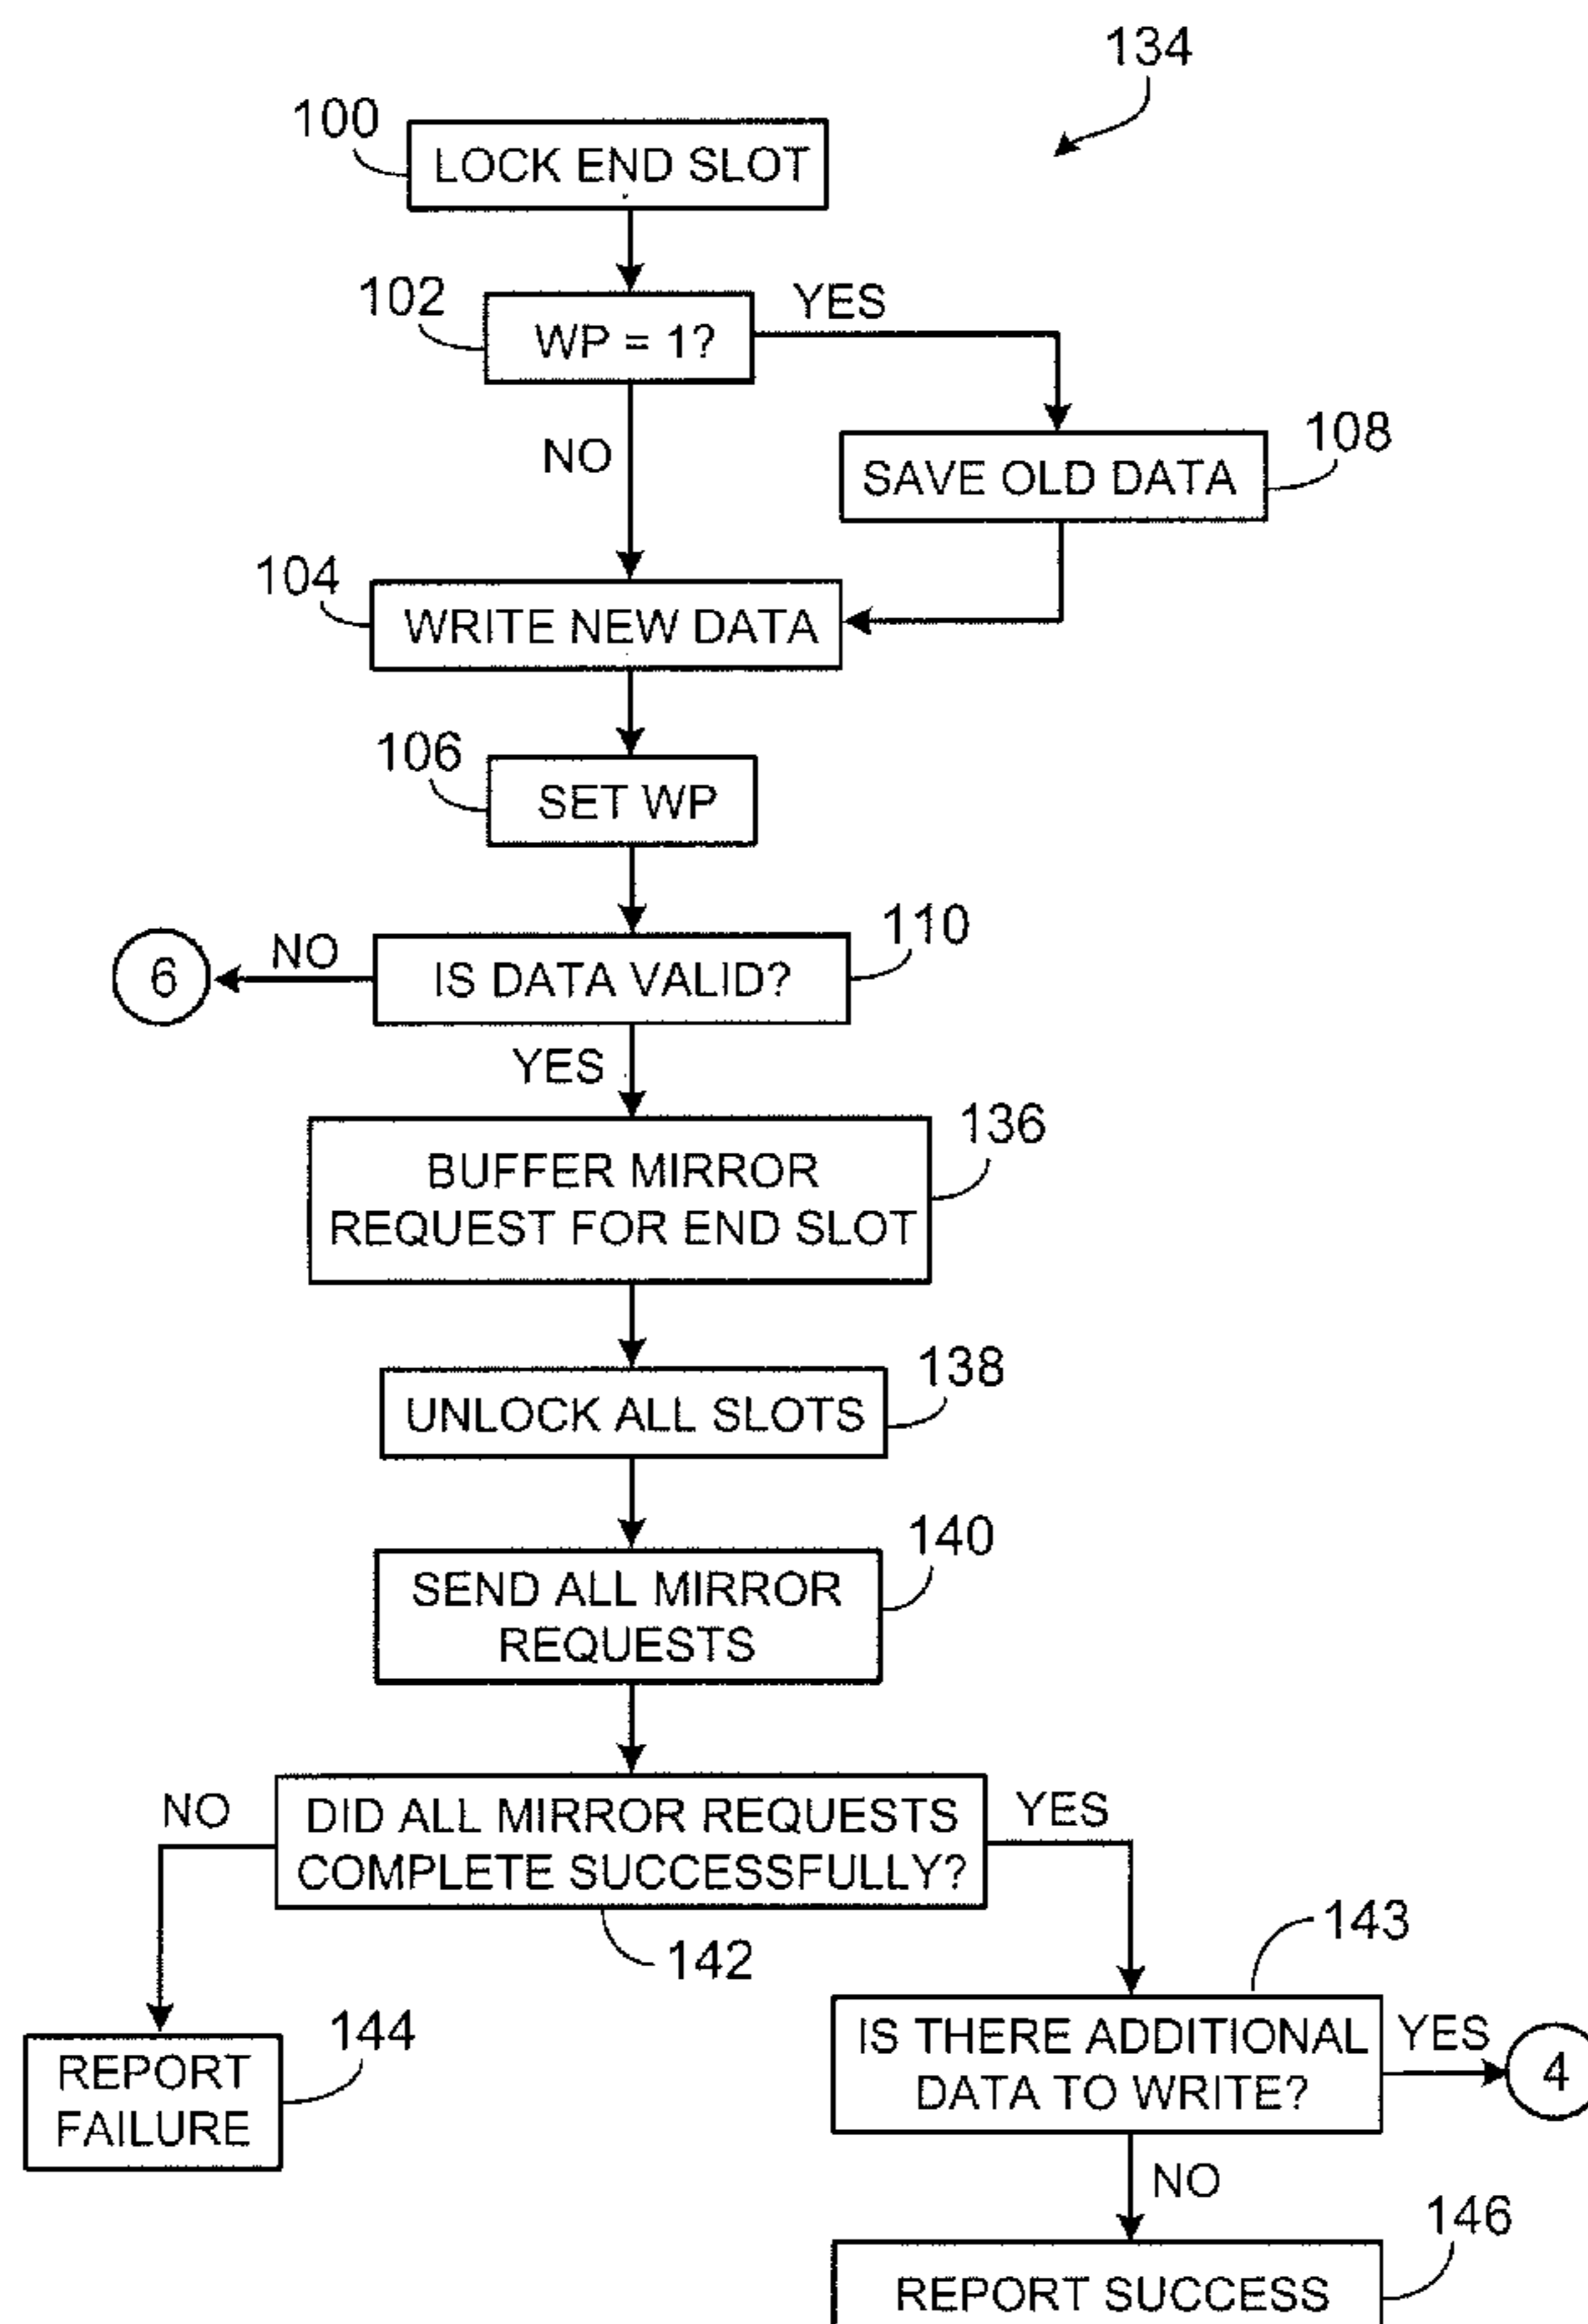 134
100
LOCK END SLOT
102
WP = 1?
YES
NO
108
SAVE OLD DATA
104
WRITE NEW DATA
106
SET WP
110
IS DATA VALID?
NO
6
YES
136
BUFFER MIRROR
REQUEST FOR END SLOT
138
UNLOCK ALL SLOTS
140
SEND ALL MIRROR
REQUESTS
NO
DID ALL MIRROR REQUESTS
COMPLETE SUCCESSFULLY?
YES
142
143
144
REPORT
FAILURE
IS THERE ADDITIONAL
DATA TO WRITE?
YES
4
NO
146
REPORT SUCCESS